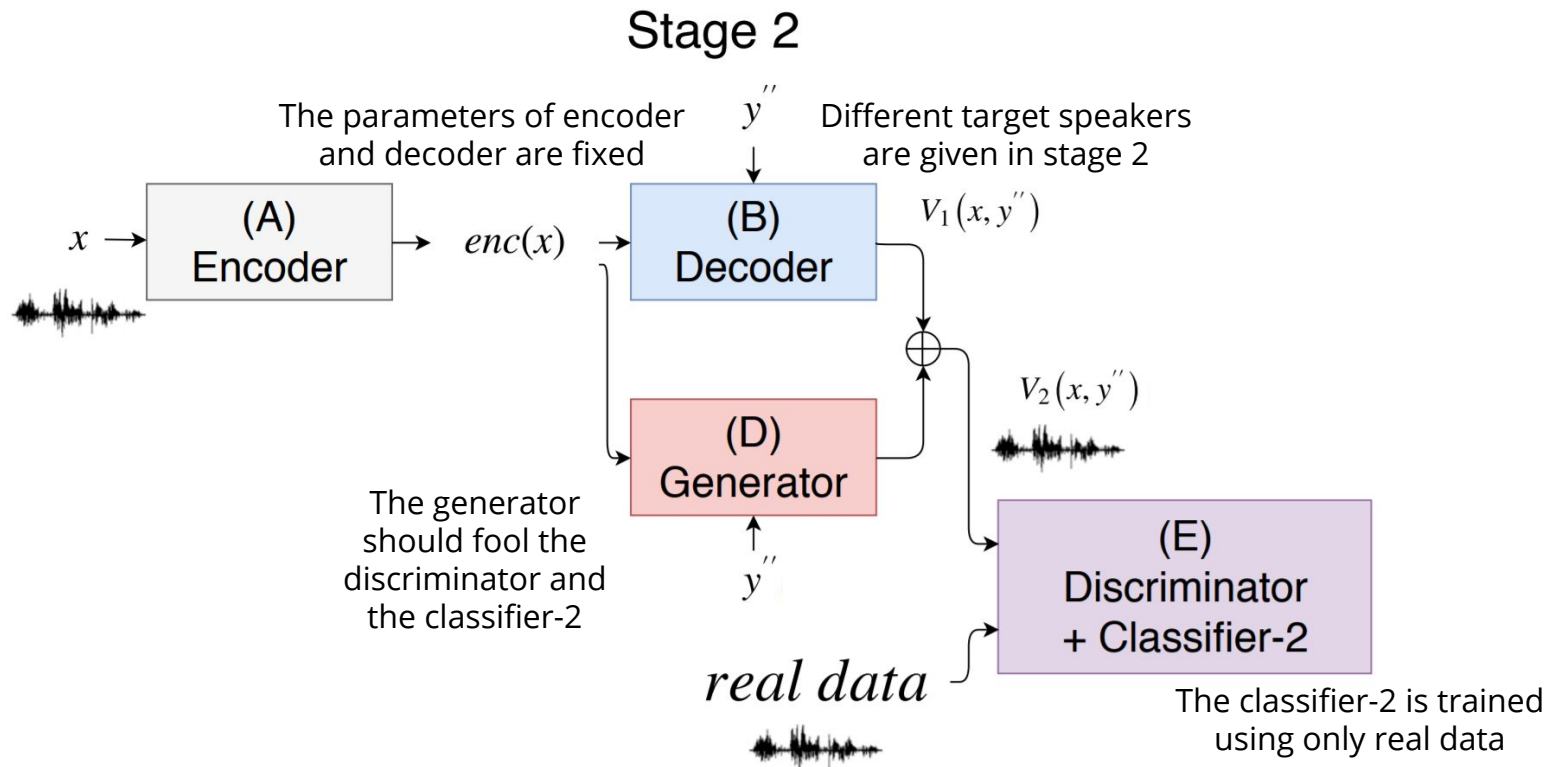 Stage 2
The parameters of encoder
and decoder are fixed
y''
Different target speakers
are given in stage 2
x
(A)
Encoder
enc(x)
(B)
Decoder
V₁(x, y'')
(D)
Generator
V₂(x, y'')
The generator
should fool the
discriminator and
the classifier-2
y''
(E)
Discriminator
+ Classifier-2
real data
The classifier-2 is trained
using only real data